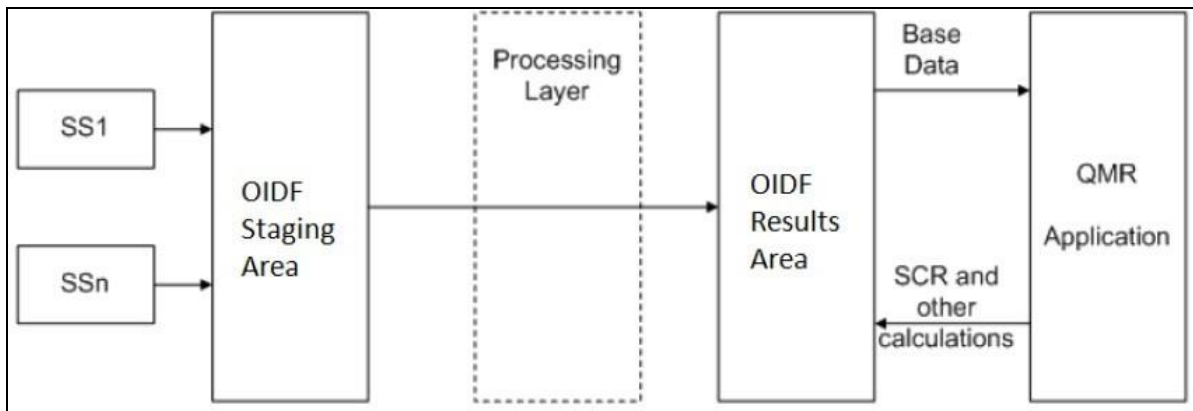 SS1
SSn
OIDF
Staging
Area
Processing
Layer
OIDF
Results
Area
Base
Data
SCR and
other
calculations
QMR
Application